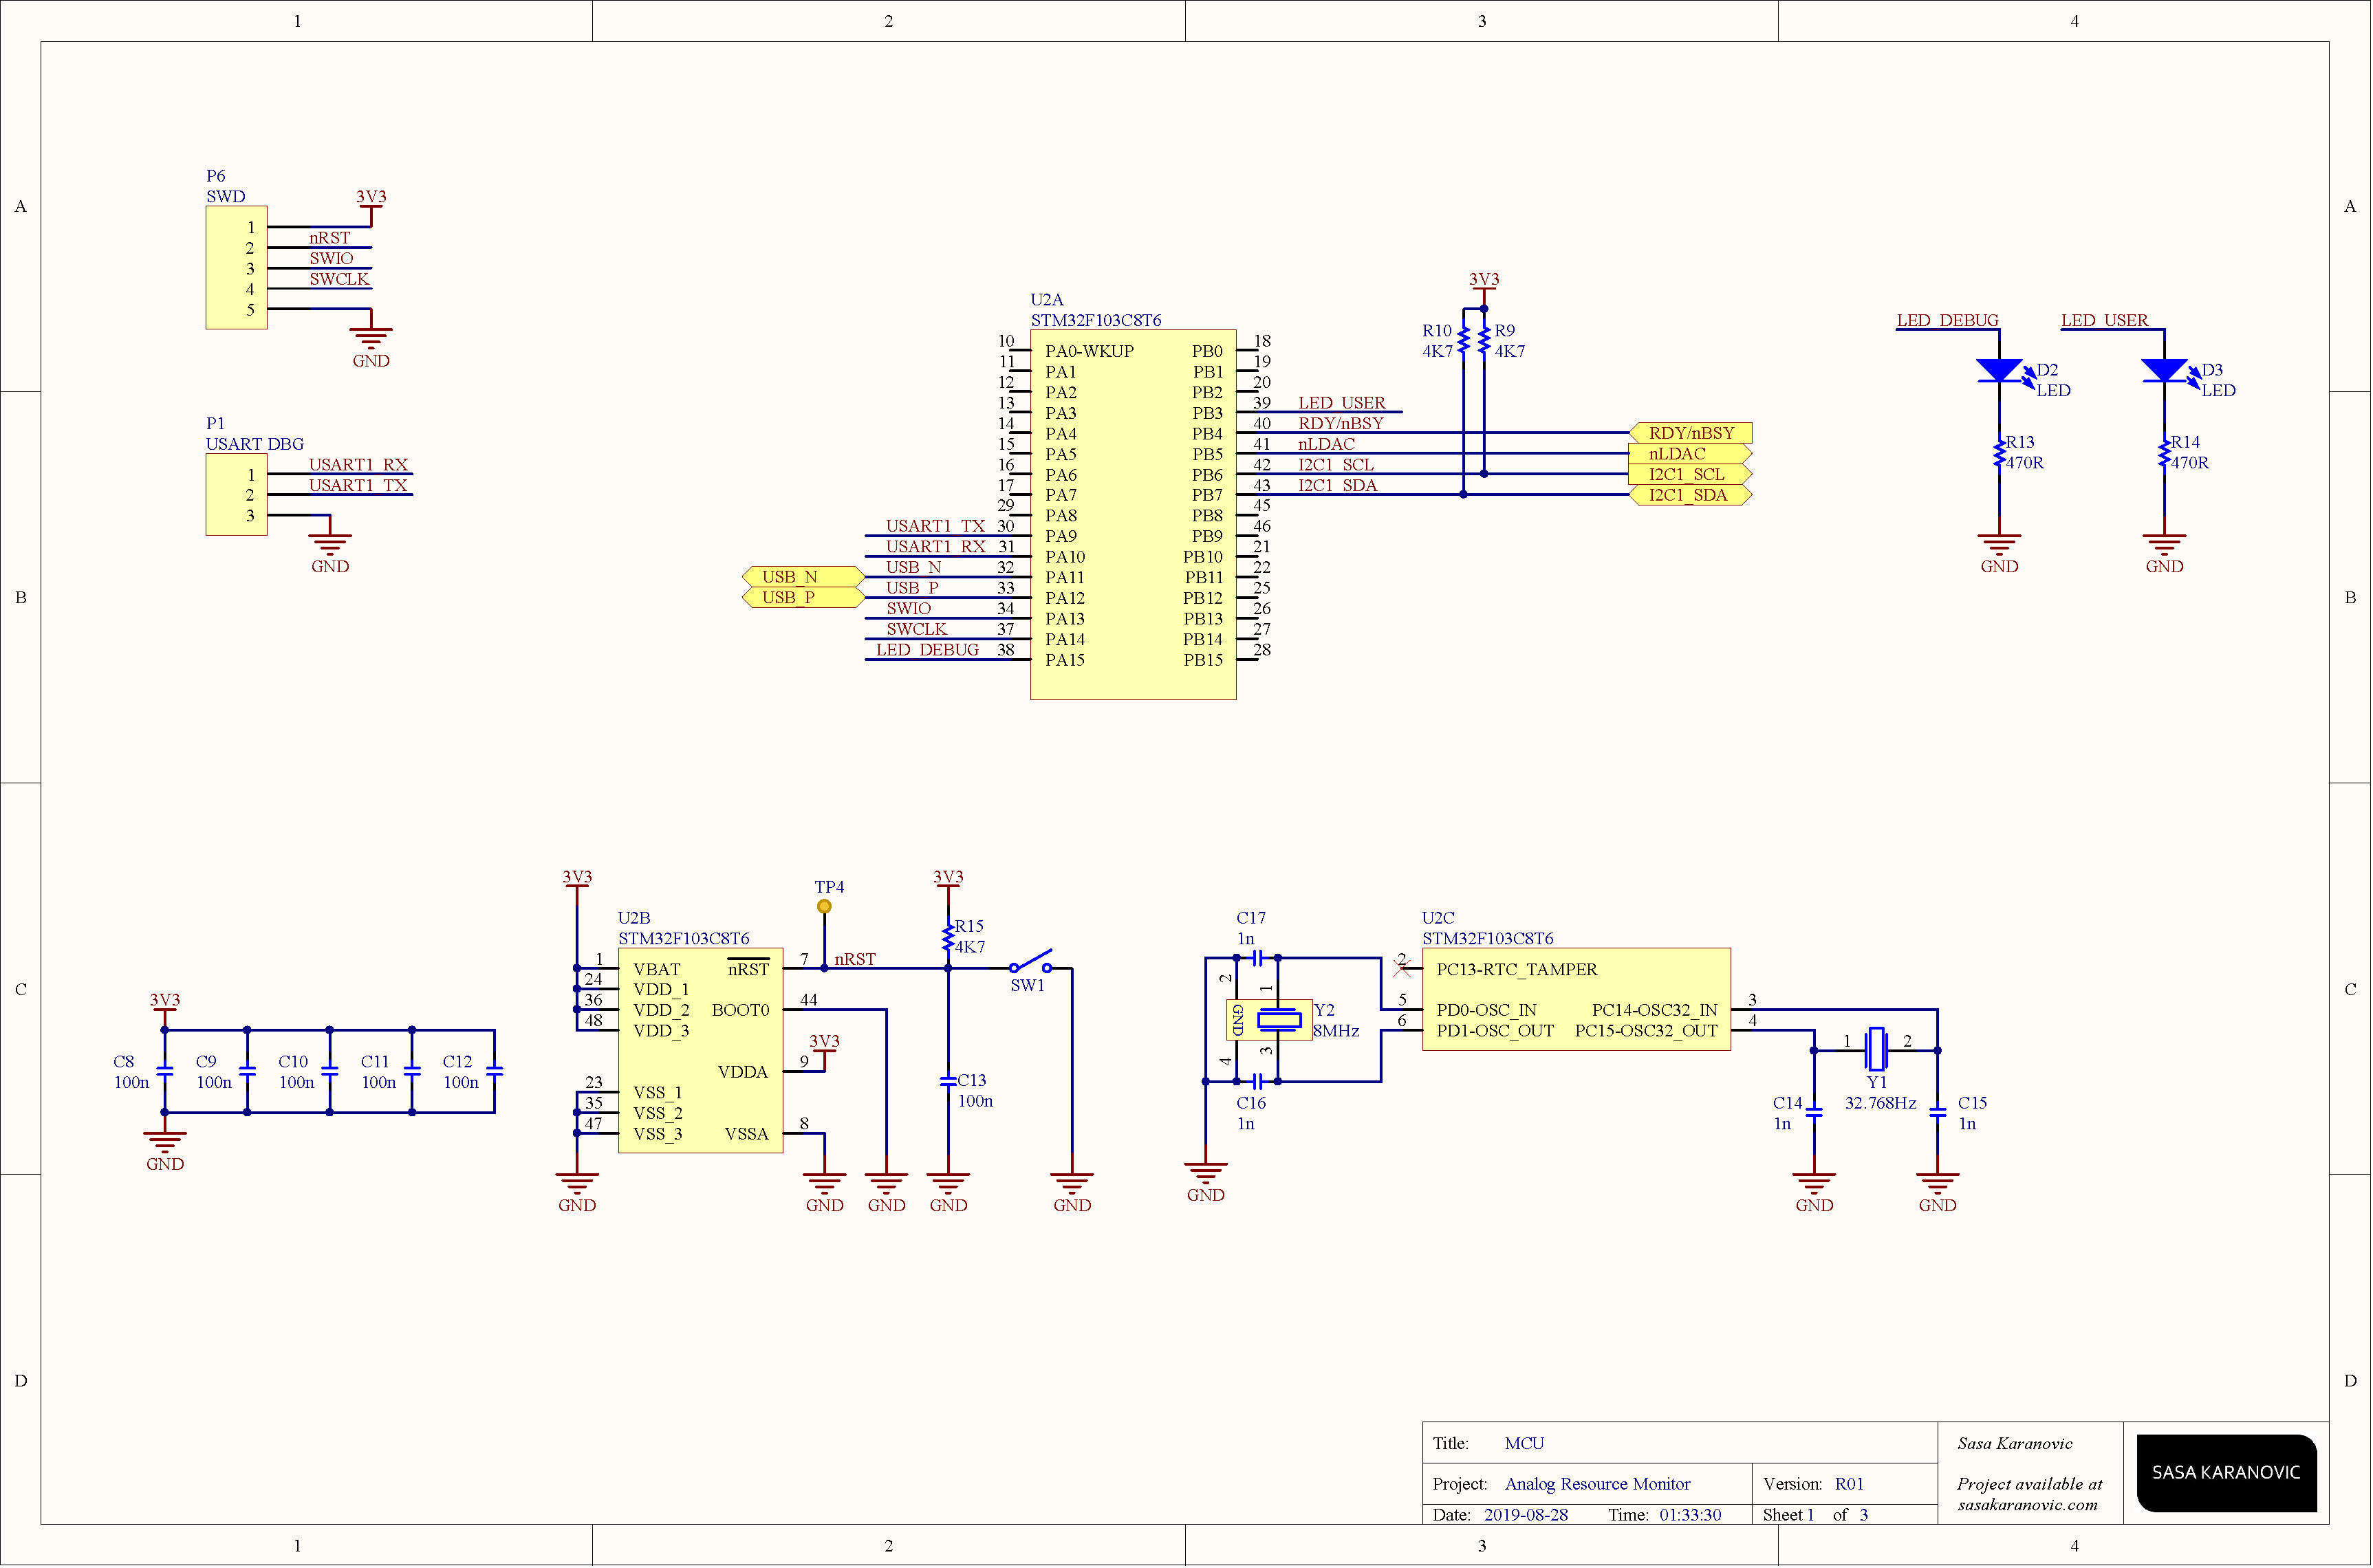 1 2 3 4
A A
B B
C C
D D
P6
SWD
3V3
1
nRST
2
SWIO
3
SWCLK
4
5
GND
P1
USART DBG
USART1_RX
1
USART1_TX
2
3
GND
U2A
STM32F103C8T6
10 PA0-WKUP PB0 18
11 PA1 PB1 19
12 PA2 PB2 20
13 PA3 PB3 39 LED_USER
14 PA4 PB4 40 RDY/nBSY RDY/nBSY
15 PA5 PB5 41 nLDAC nLDAC
16 PA6 PB6 42 I2C1_SCL I2C1_SCL
17 PA7 PB7 43 I2C1_SDA I2C1_SDA
29 PA8 PB8 45
USART1_TX 30 PA9 PB9 46
USART1_RX 31 PA10 PB10 21
USB_N USB_N 32 PA11 PB11 22
USB_P USB_P 33 PA12 PB12 25
SWIO 34 PA13 PB13 26
SWCLK 37 PA14 PB14 27
LED_DEBUG 38 PA15 PB15 28
3V3
R10 R9
4K7 4K7
LED_DEBUG LED_USER
D2 D3
LED LED
R13 R14
470R 470R
GND GND
3V3
C8 C9 C10 C11 C12
100n 100n 100n 100n 100n
GND
3V3 TP4 3V3
U2B
STM32F103C8T6
R15
4K7
1 VBAT nRST 7 nRST
SW1
24 VDD_1
36 VDD_2 BOOT0 44
48 VDD_3
3V3
VDDA 9
C13
100n
23 VSS_1
35 VSS_2
47 VSS_3 VSSA 8
GND GND GND GND GND
C17
1n
2 1
GND
Y2
8MHz
4 3
C16
1n
GND
U2C
STM32F103C8T6
2 PC13-RTC_TAMPER
5 PD0-OSC_IN PC14-OSC32_IN 3
6 PD1-OSC_OUT PC15-OSC32_OUT 4
1 2
Y1
32.768Hz
C14 C15
1n 1n
GND GND
Title: MCU
Project: Analog Resource Monitor Version: R01
Date: 2019-08-28 Time: 01:33:30 Sheet 1 of 3
Sasa Karanovic
Project available at
sasakaranovic.com
SASA KARANOVIC
1 2 3 4